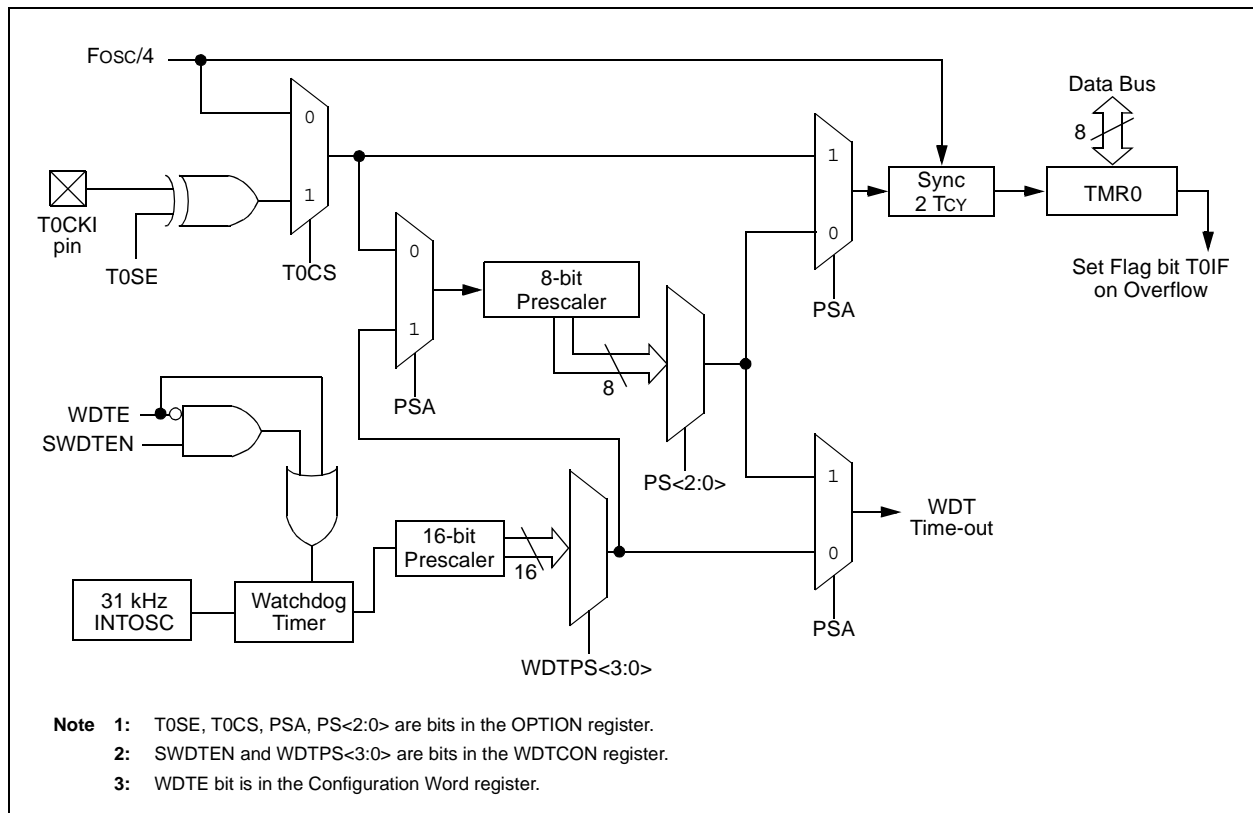 FOSC/4
Data Bus
8
0
1
1
0
T0CKI
pin
T0SE
T0CS
Sync
2 TCY
TMR0
Set Flag bit T0IF
on Overflow
PSA
0
1
8-bit
Prescaler
8
PSA
PS<2:0>
WDTE
SWDTEN
1
0
WDT
Time-out
PSA
16-bit
Prescaler
16
31 kHz
INTOSC
Watchdog
Timer
WDTPS<3:0>
Note 1: T0SE, T0CS, PSA, PS<2:0> are bits in the OPTION register.
2: SWDTEN and WDTPS<3:0> are bits in the WDTCON register.
3: WDTE bit is in the Configuration Word register.